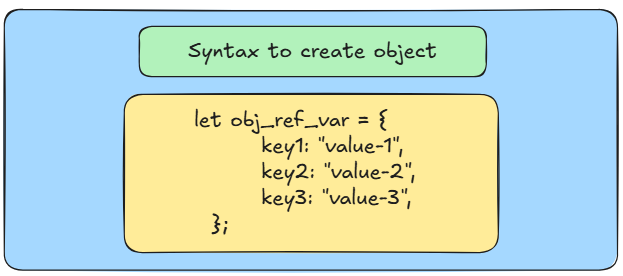 Syntax to create object
let obj_ref_var = {
key1: "value-1",
key2: "value-2",
key3: "value-3",
};